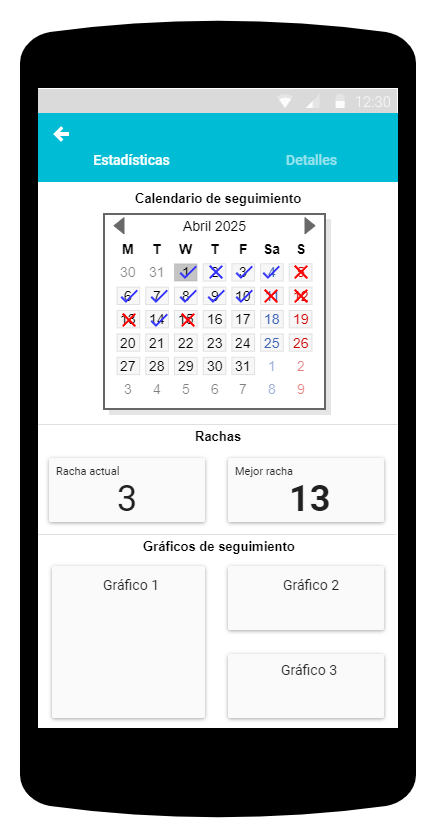 12:30
Estadísticas Detalles
Calendario de seguimiento
Abril 2025
M T W T F Sa S
30 31 1 2 3 4 5
6 7 8 9 10 11 12
13 14 15 16 17 18 19
20 21 22 23 24 25 26
27 28 29 30 31 1 2
3 4 5 6 7 8 9
Rachas
Racha actual Mejor racha
3 13
Gráficos de seguimiento
Gráfico 1 Gráfico 2
Gráfico 3